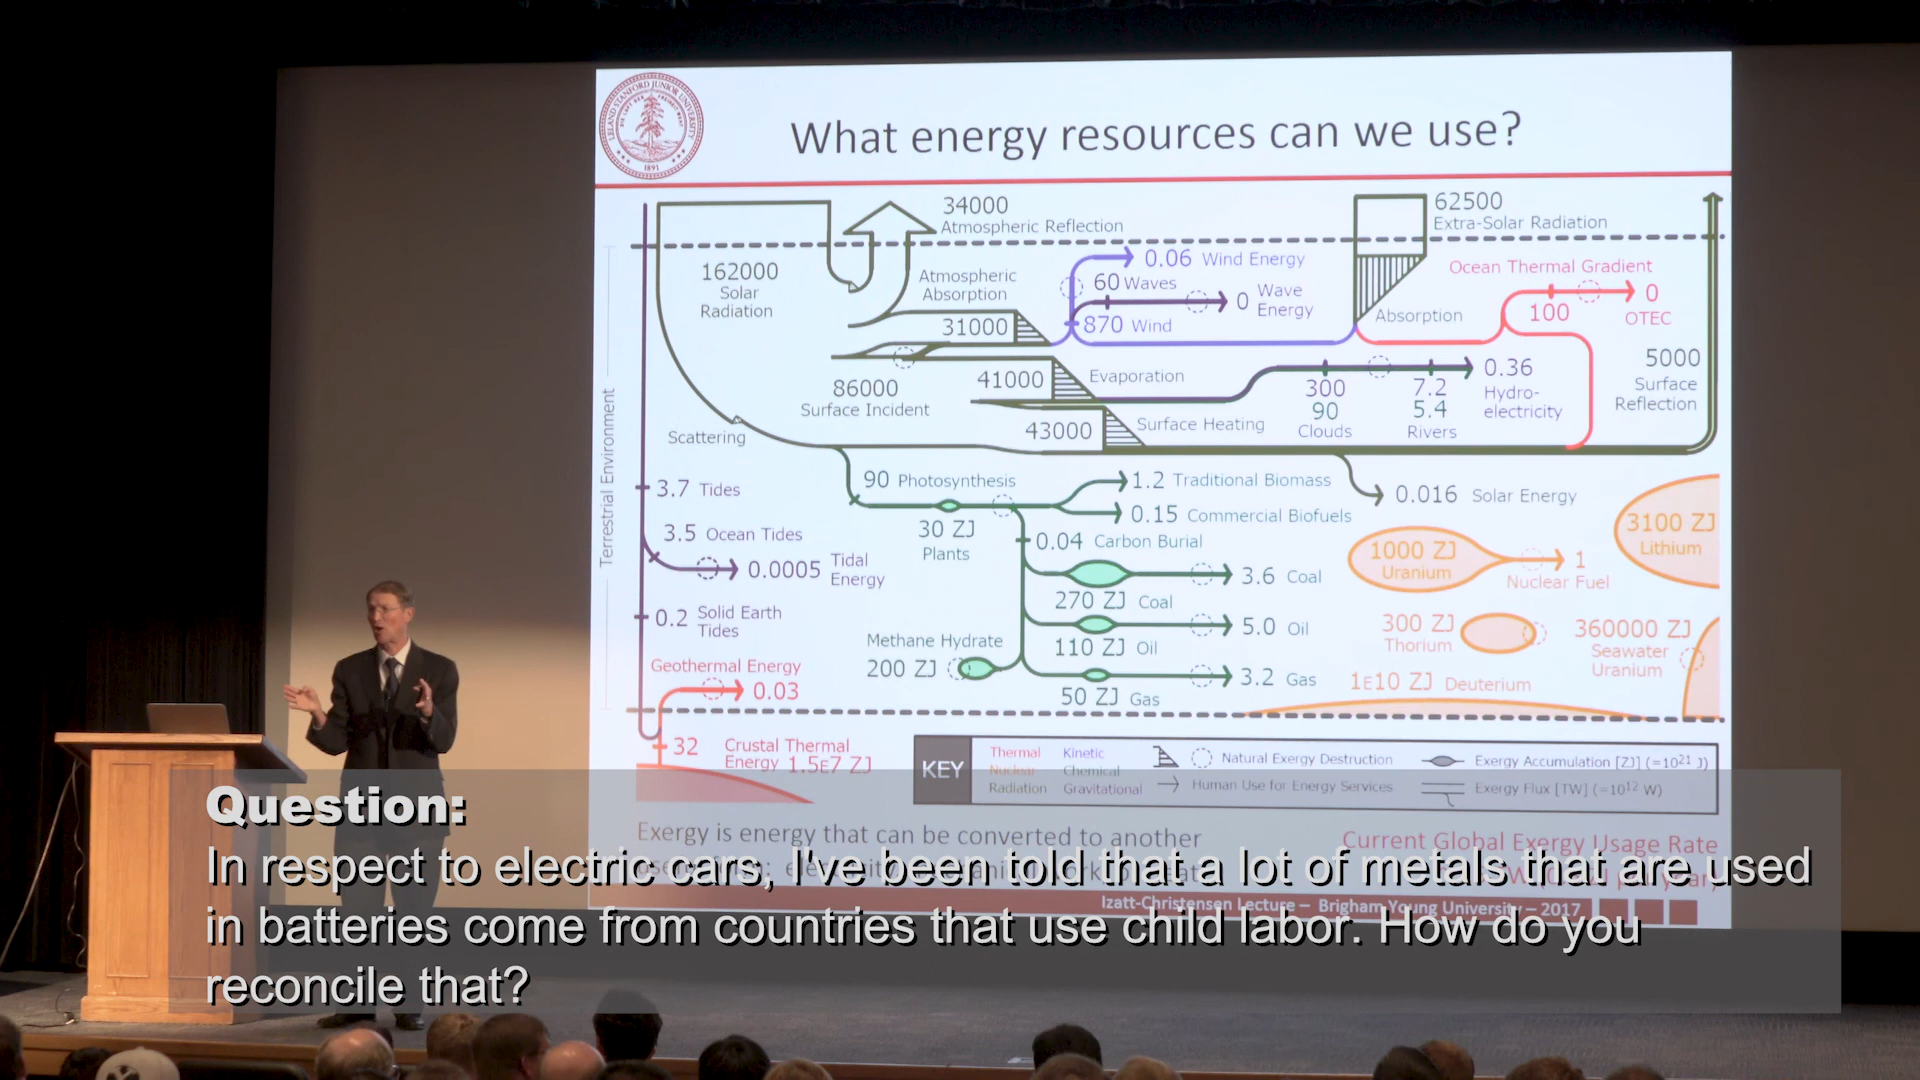 LELAND STANFORD JUNIOR UNIVERSITY
1891
What energy resources can we use?
34000
Atmospheric Reflection
62500
Extra-Solar Radiation
162000
Solar
Radiation
Atmospheric
Absorption
31000
0.06 Wind Energy
60 Waves
0 Wave
Energy
870 Wind
Ocean Thermal Gradient
Absorption
100
0
OTEC
86000
Surface Incident
41000
Evaporation
43000
Surface Heating
300
90
Clouds
7.2
5.4
Rivers
0.36
Hydro-
electricity
5000
Surface
Reflection
Scattering
Terrestrial Environment
3.7 Tides
3.5 Ocean Tides
0.0005 Tidal
Energy
0.2 Solid Earth
Tides
Geothermal Energy
0.03
90 Photosynthesis
30 ZJ
Plants
1.2 Traditional Biomass
0.15 Commercial Biofuels
0.04 Carbon Burial
0.016 Solar Energy
3.6 Coal
270 ZJ Coal
5.0 Oil
110 ZJ Oil
Methane Hydrate
200 ZJ
3.2 Gas
50 ZJ Gas
1000 ZJ
Uranium
1
Nuclear Fuel
3100 ZJ
Lithium
300 ZJ
Thorium
360000 ZJ
Seawater
Uranium
1E10 ZJ Deuterium
32 Crustal Thermal
Energy 1.5E7 ZJ
KEY
Thermal Kinetic
Nuclear Chemical
Radiation Gravitational
Natural Exergy Destruction
Human Use for Energy Services
Exergy Accumulation [ZJ] (=10²¹ J)
Exergy Flux [TW] (=10¹² W)
Exergy is energy that can be converted to another
Current Global Exergy Usage Rate
Izatt-Christensen Lecture – Brigham Young University – 2017
Question:
In respect to electric cars, I've been told that a lot of metals that are used
in batteries come from countries that use child labor. How do you
reconcile that?